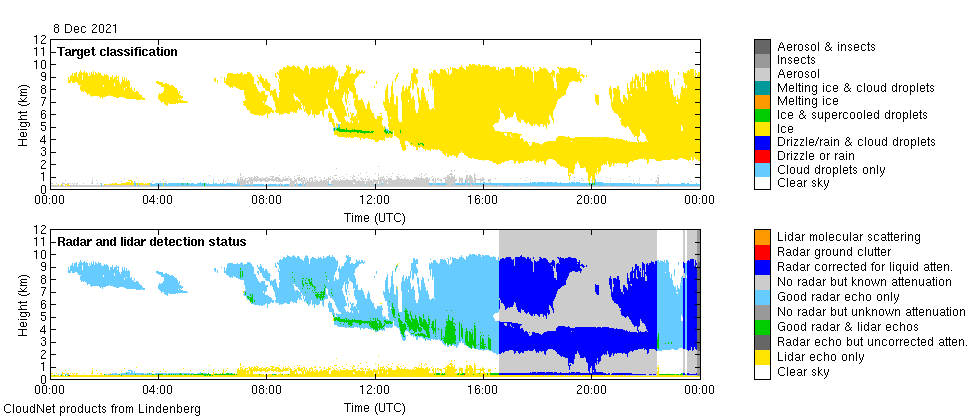 8 Dec 2021
Target classification
Height (km)
12
11
10
9
8
7
6
5
4
3
2
1
0
00:00 04:00 08:00 12:00 16:00 20:00 00:00
Time (UTC)
Aerosol & insects
Insects
Aerosol
Melting ice & cloud droplets
Melting ice
Ice & supercooled droplets
Ice
Drizzle/rain & cloud droplets
Drizzle or rain
Cloud droplets only
Clear sky
Radar and lidar detection status
Height (km)
12
11
10
9
8
7
6
5
4
3
2
1
0
00:00 04:00 08:00 12:00 16:00 20:00 00:00
Time (UTC)
Lidar molecular scattering
Radar ground clutter
Radar corrected for liquid atten.
No radar but known attenuation
Good radar echo only
No radar but unknown attenuation
Good radar & lidar echos
Radar echo but uncorrected atten.
Lidar echo only
Clear sky
CloudNet products from Lindenberg